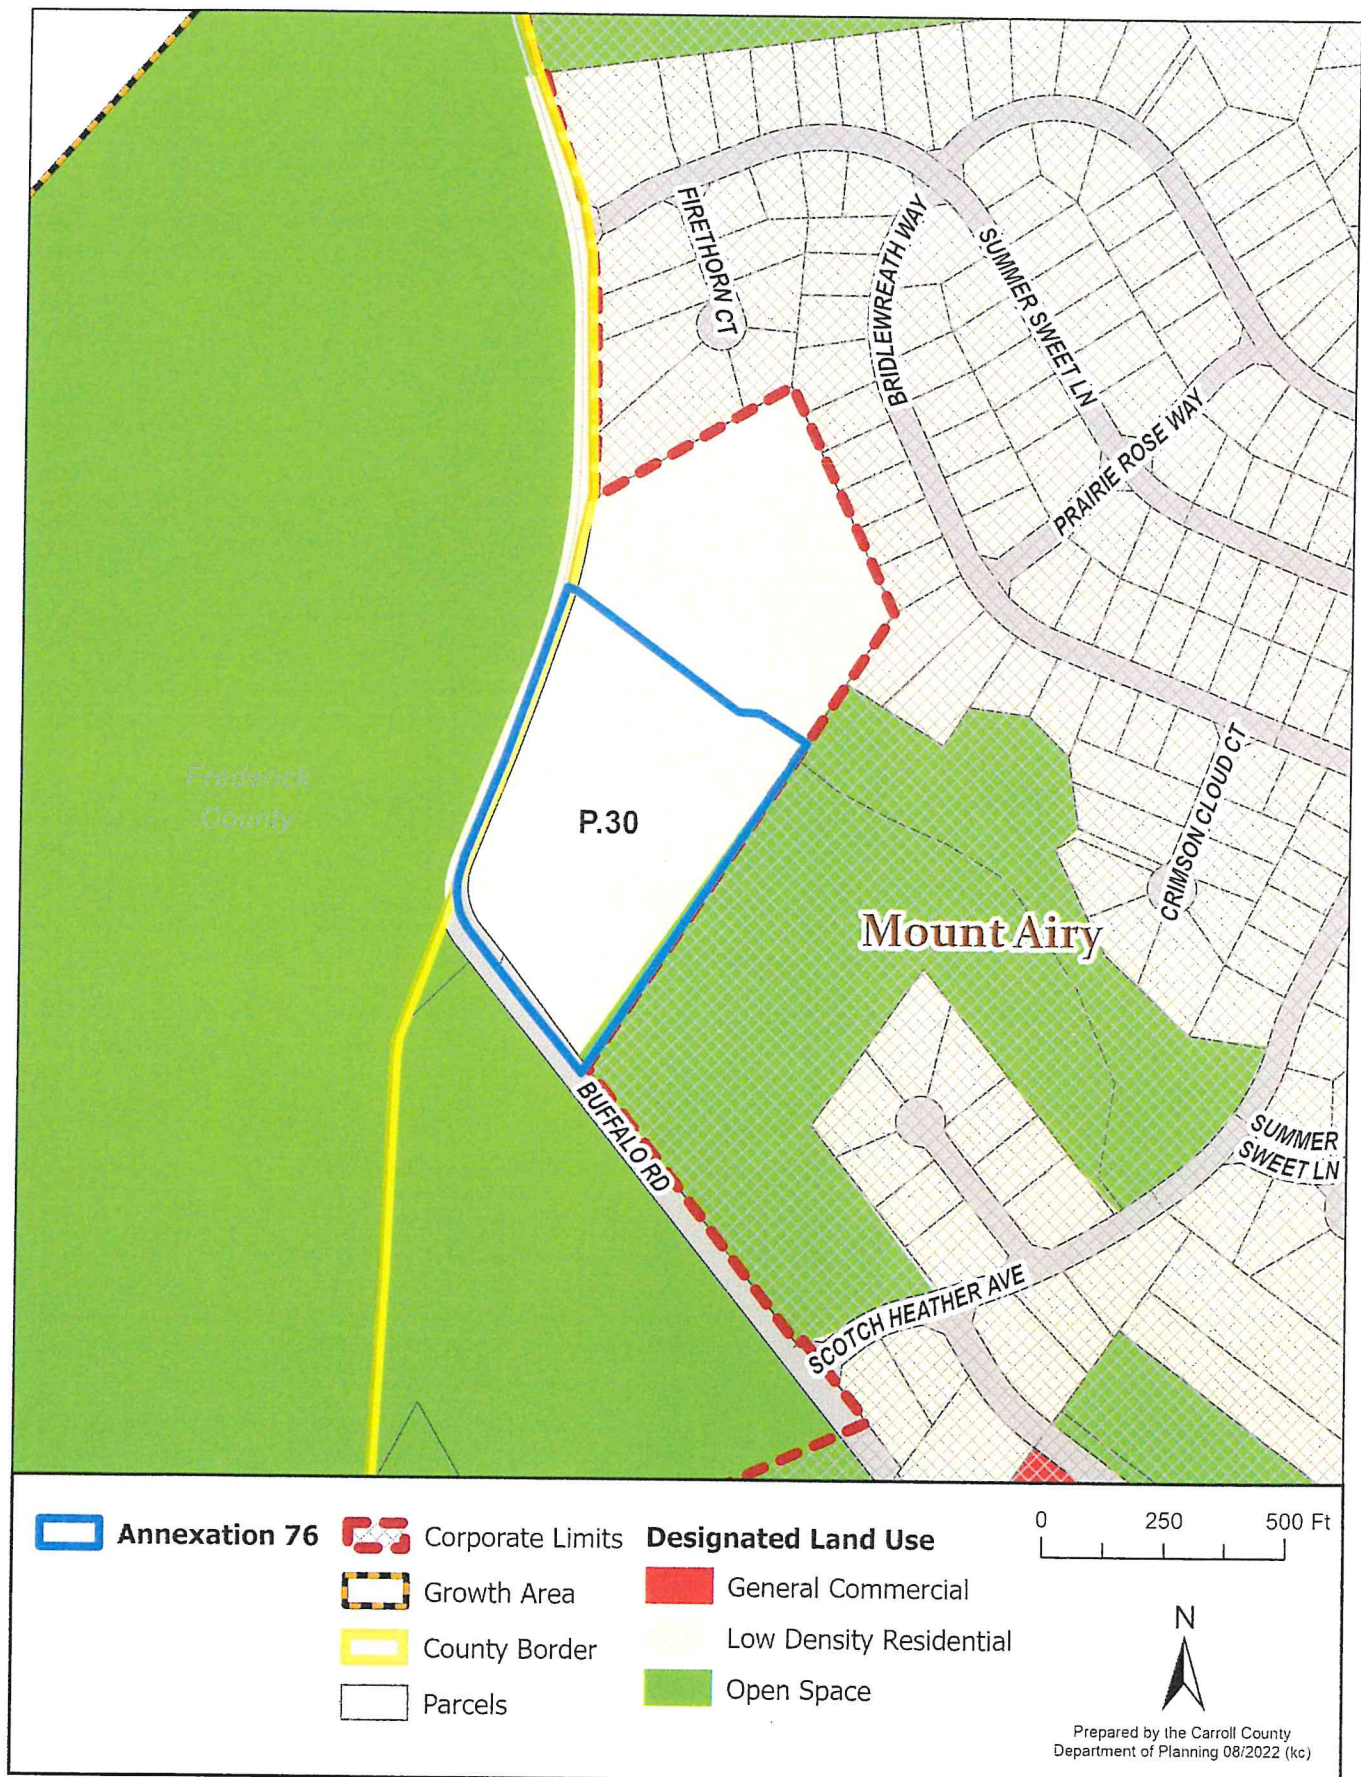 FIRETHORN CT
BRIDLEWREATH WAY
SUMMER SWEET LN
PRAIRIE ROSE WAY
Frederick
County
P.30
CRIMSON CLOUD CT
Mount Airy
BUFFALO RD
SUMMER
SWEET LN
SCOTCH HEATHER AVE
Annexation 76
Corporate Limits
Growth Area
County Border
Parcels
Designated Land Use
General Commercial
Low Density Residential
Open Space
0 250 500 Ft
N
Prepared by the Carroll County
Department of Planning 08/2022 (kc)